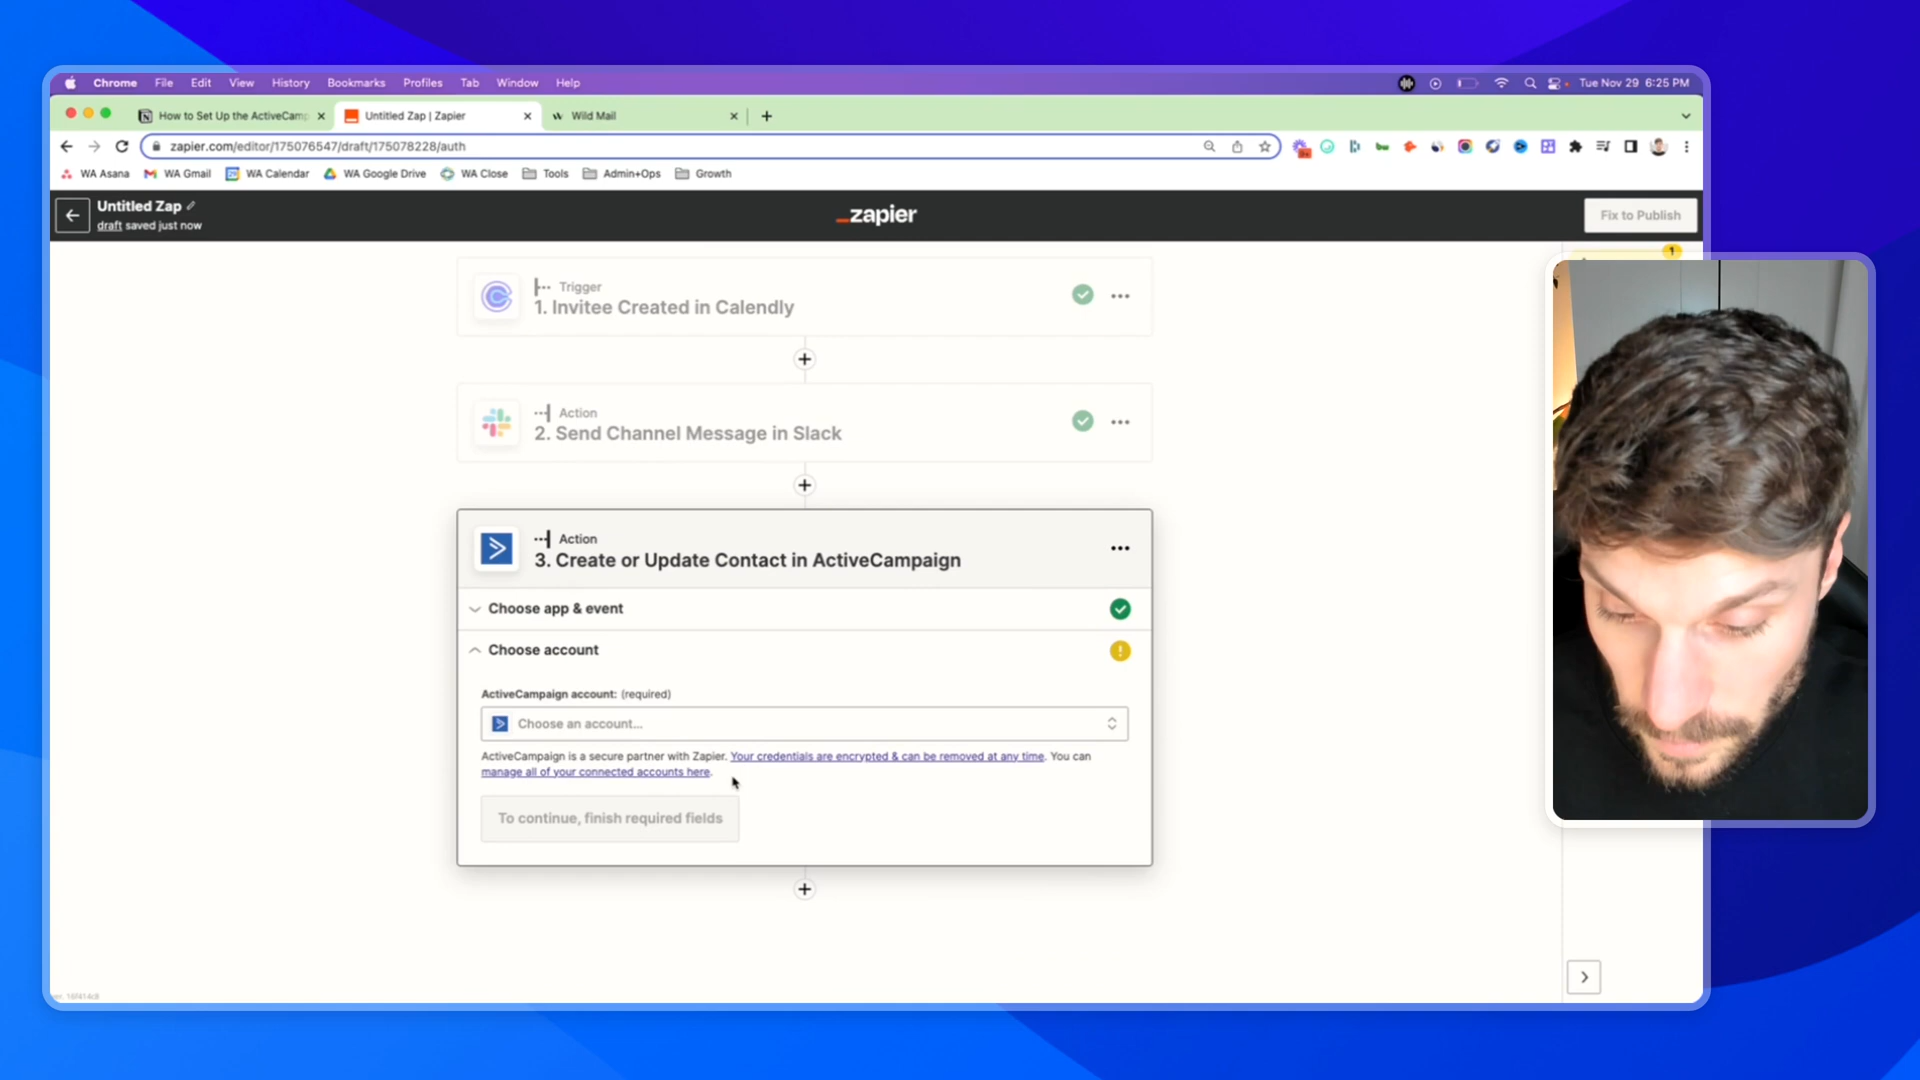 Chrome File Edit View History Bookmarks Profiles Tab Window Help Tue Nov 29 6:25 PM
How to Set Up the ActiveCamp Untitled Zap | Zapier Wild Mail
zapier.com/editor/175076547/draft/175078228/auth
WA Asana WA Gmail WA Calendar WA Google Drive WA Close Tools Admin+Ops Growth
Untitled Zap
draft saved just now
_zapier
Fix to Publish
1
Trigger
1. Invitee Created in Calendly
Action
2. Send Channel Message in Slack
Action
3. Create or Update Contact in ActiveCampaign
Choose app & event
Choose account
ActiveCampaign account: (required)
Choose an account...
ActiveCampaign is a secure partner with Zapier. Your credentials are encrypted & can be removed at any time. You can
manage all of your connected accounts here.
To continue, finish required fields